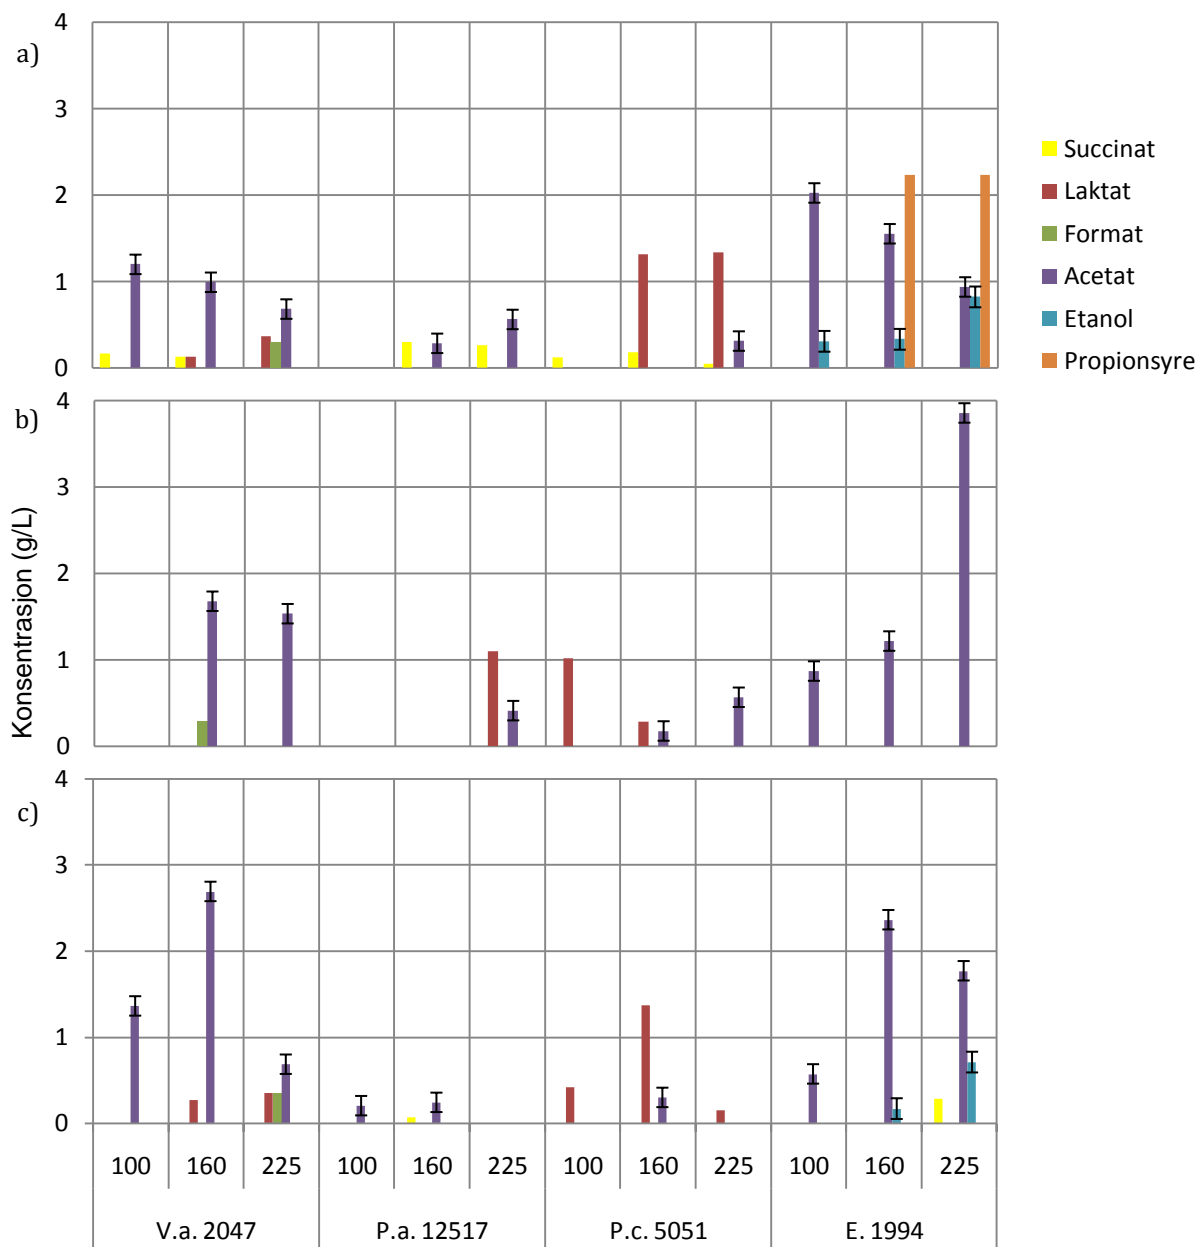 a)
4
3
2
1
0
Succinat
Laktat
Format
Acetat
Etanol
Propionsyre
b)
4
3
2
1
0
Konsentrasjon (g/L)
c)
4
3
2
1
0
100 160 225 100 160 225 100 160 225 100 160 225
V.a. 2047 P.a. 12517 P.c. 5051 E. 1994